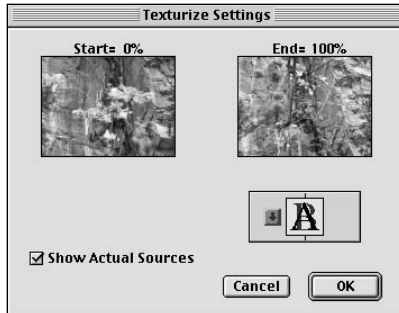 Texturize Settings
Start= 0% End= 100%
Show Actual Sources
Cancel OK